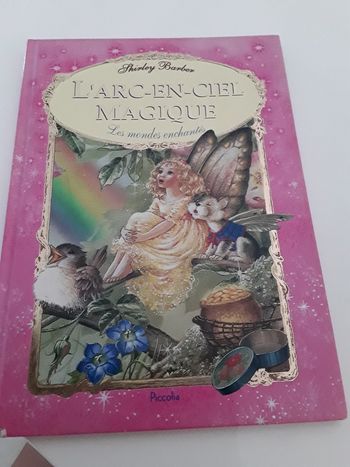 Shirley Barber
L'ARC-EN-CIEL
MAGIQUE
Les mondes enchantés
Piccolia